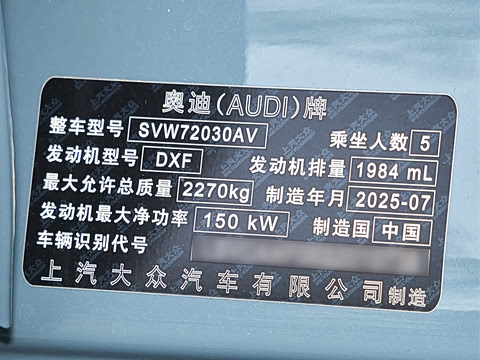 奥迪(AUDI)牌
整车型号 SVW72030AV 乘坐人数 5
发动机型号 DXF 发动机排量 1984 mL
最大允许总质量 2270kg 制造年月 2025-07
发动机最大净功率 150 kW 制造国 中国
车辆识别代号
上汽大众汽车有限公司制造